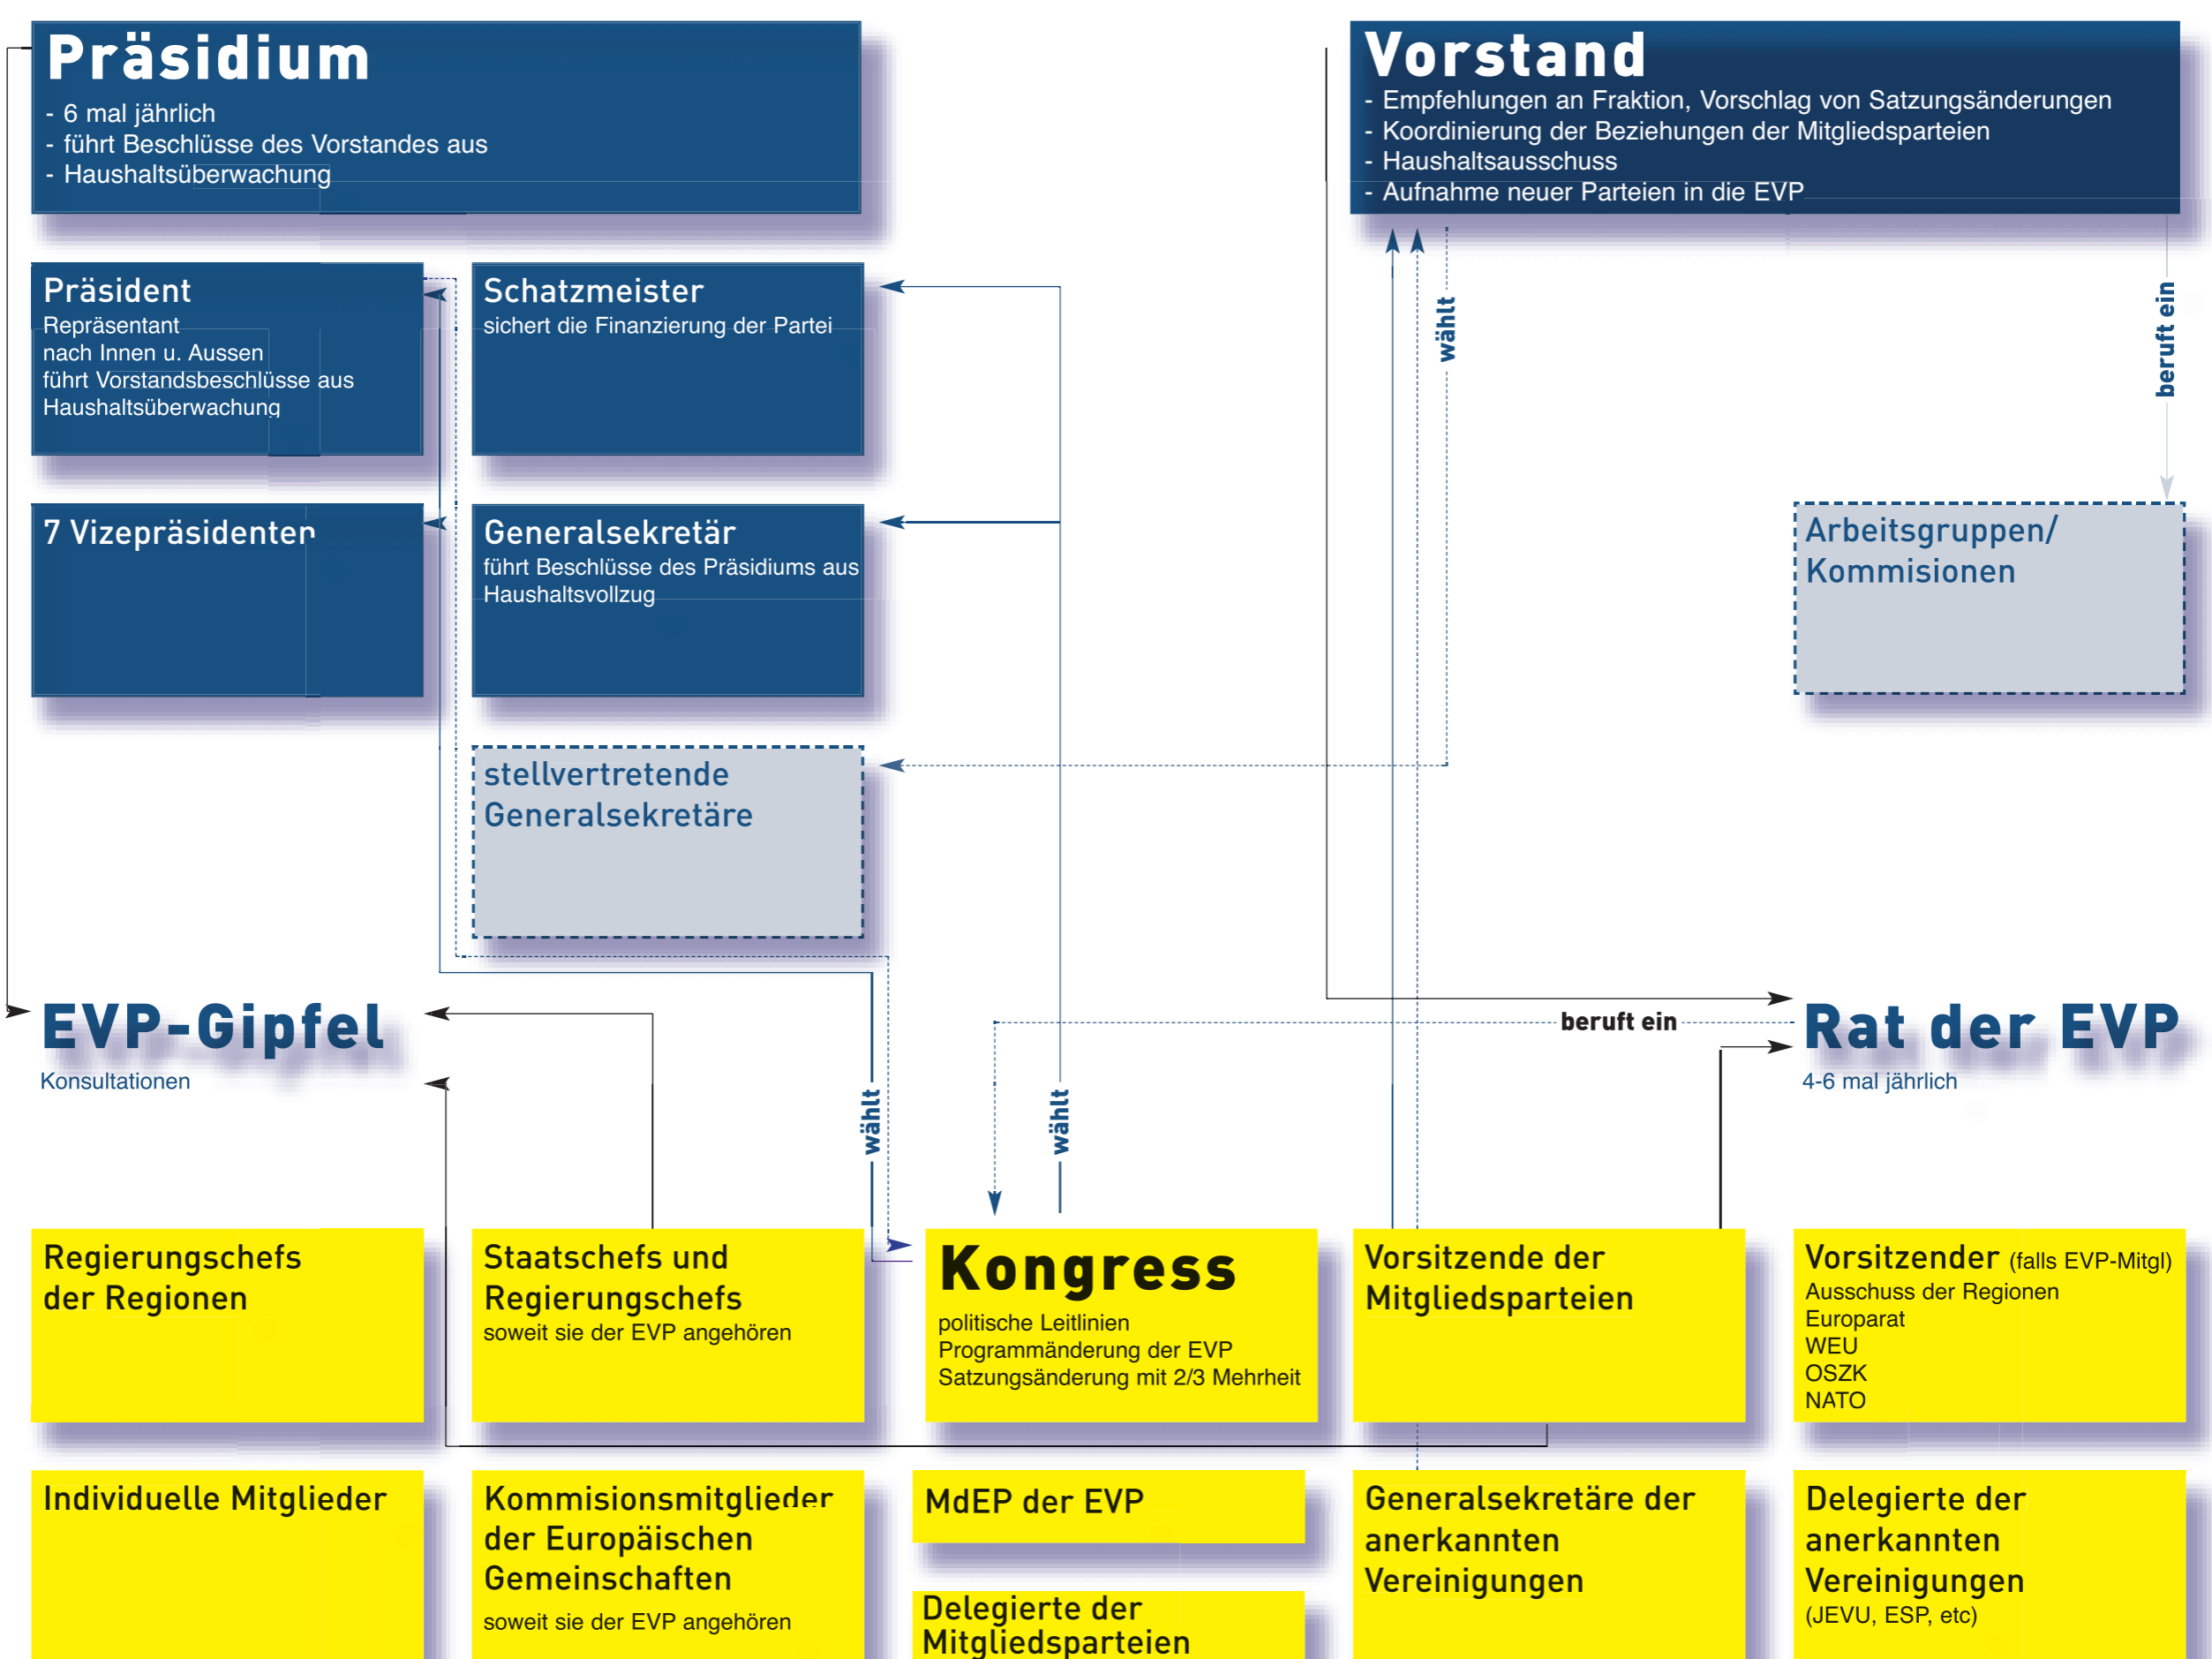 Präsidium
- 6 mal jährlich
- führt Beschlüsse des Vorstandes aus
- Haushaltsüberwachung
Vorstand
- Empfehlungen an Fraktion, Vorschlag von Satzungsänderungen
- Koordinierung der Beziehungen der Mitgliedsparteien
- Haushaltsausschuss
- Aufnahme neuer Parteien in die EVP
Präsident
Repräsentant
nach Innen u. Aussen
führt Vorstandsbeschlüsse aus
Haushaltsüberwachung
Schatzmeister
sichert die Finanzierung der Partei
wählt
beruft ein
7 Vizepräsidenten
Generalsekretär
führt Beschlüsse des Präsidiums aus
Haushaltsvollzug
Arbeitsgruppen/
Kommisionen
stellvertretende
Generalsekretäre
EVP-Gipfel
Konsultationen
wählt
wählt
beruft ein
Rat der EVP
4-6 mal jährlich
Regierungschefs
der Regionen
Staatschefs und
Regierungschefs
soweit sie der EVP angehören
Kongress
politische Leitlinien
Programmänderung der EVP
Satzungsänderung mit 2/3 Mehrheit
Vorsitzende der
Mitgliedsparteien
Vorsitzender (falls EVP-Mitgl)
Ausschuss der Regionen
Europarat
WEU
OSZK
NATO
Individuelle Mitglieder
Kommisionsmitglieder
der Europäischen
Gemeinschaften
soweit sie der EVP angehören
MdEP der EVP
Delegierte der
Mitgliedsparteien
Generalsekretäre der
anerkannten
Vereinigungen
Delegierte der
anerkannten
Vereinigungen
(JEVU, ESP, etc)